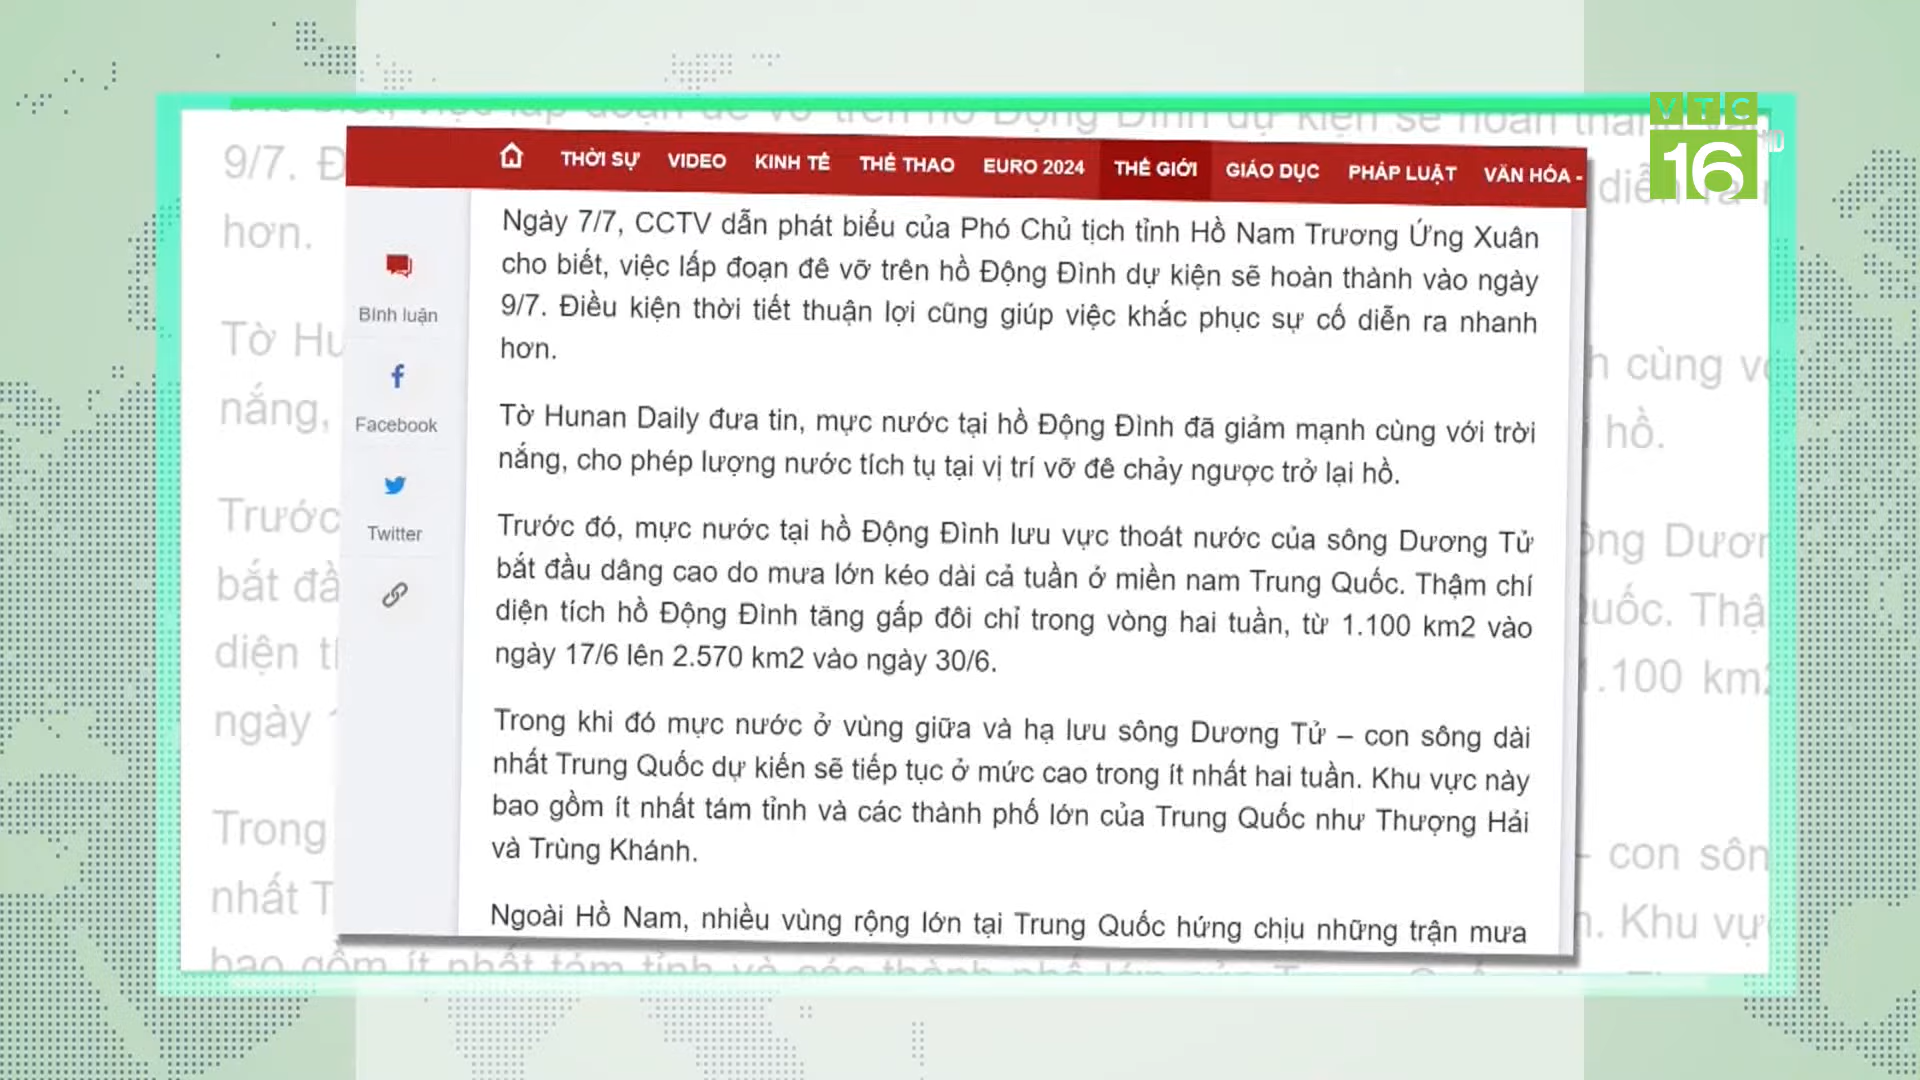 VTC
16
HD
THỜI SỰ VIDEO KINH TẾ THỂ THAO EURO 2024 THẾ GIỚI GIÁO DỤC PHÁP LUẬT VĂN HÓA -
Ngày 7/7, CCTV dẫn phát biểu của Phó Chủ tịch tỉnh Hồ Nam Trương Ứng Xuân
cho biết, việc lấp đoạn đê vỡ trên hồ Động Đình dự kiện sẽ hoàn thành vào ngày
9/7. Điều kiện thời tiết thuận lợi cũng giúp việc khắc phục sự cố diễn ra nhanh
hơn.
Tờ Hunan Daily đưa tin, mực nước tại hồ Động Đình đã giảm mạnh cùng với trời
nắng, cho phép lượng nước tích tụ tại vị trí vỡ đê chảy ngược trở lại hồ.
Trước đó, mực nước tại hồ Động Đình lưu vực thoát nước của sông Dương Tử
bắt đầu dâng cao do mưa lớn kéo dài cả tuần ở miền nam Trung Quốc. Thậm chí
diện tích hồ Động Đình tăng gấp đôi chỉ trong vòng hai tuần, từ 1.100 km2 vào
ngày 17/6 lên 2.570 km2 vào ngày 30/6.
Trong khi đó mực nước ở vùng giữa và hạ lưu sông Dương Tử – con sông dài
nhất Trung Quốc dự kiến sẽ tiếp tục ở mức cao trong ít nhất hai tuần. Khu vực này
bao gồm ít nhất tám tỉnh và các thành phố lớn của Trung Quốc như Thượng Hải
và Trùng Khánh.
Ngoài Hồ Nam, nhiều vùng rộng lớn tại Trung Quốc hứng chịu những trận mưa
Bình luận
Facebook
Twitter